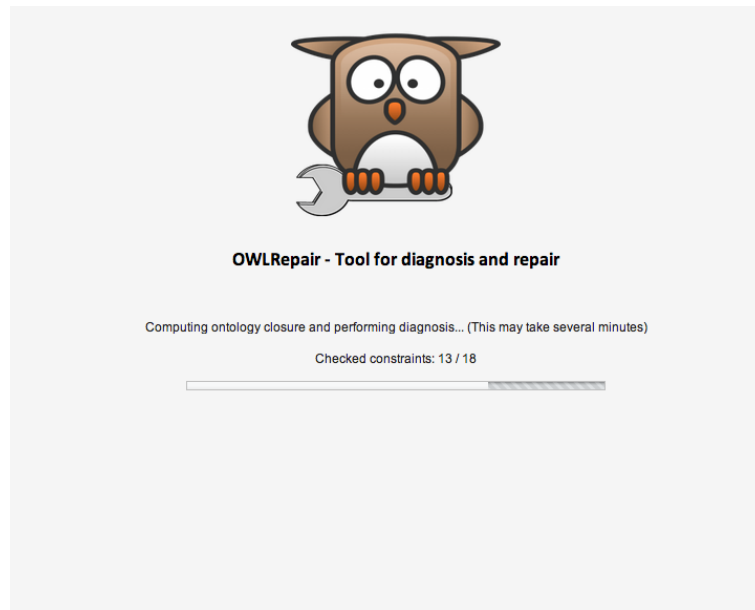 OWLRepair - Tool for diagnosis and repair
Computing ontology closure and performing diagnosis... (This may take several minutes)
Checked constraints: 13 / 18